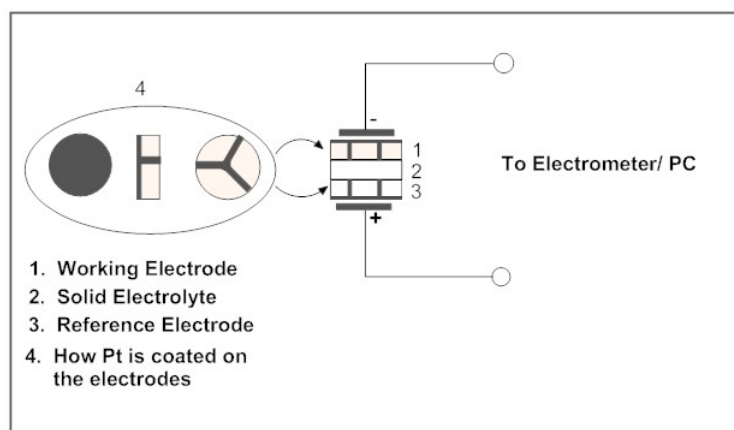 4
-
1
2
3
+
To Electrometer/ PC
1. Working Electrode
2. Solid Electrolyte
3. Reference Electrode
4. How Pt is coated on
the electrodes